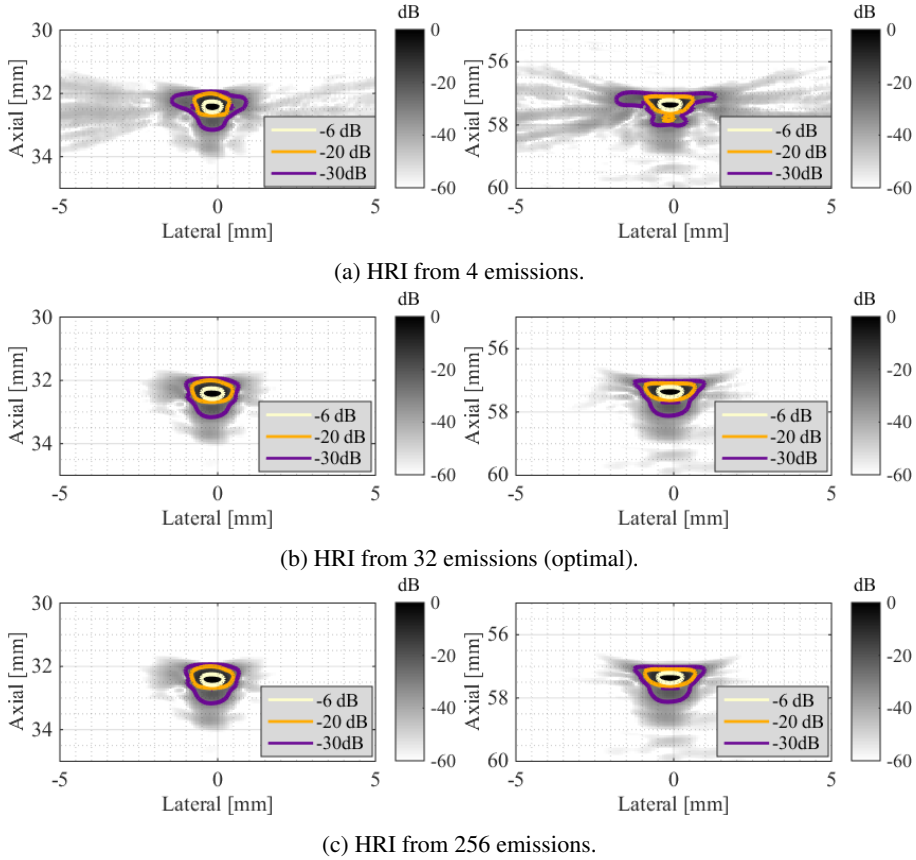 dB
dB
30
0
0
56
32
-20
-20
Axial [mm]
Axial [mm]
-6 dB
-6 dB
58
34
-20 dB
-40
-20 dB
-40
-30dB
-30dB
60
-60
-60
-5
0
5
-5
0
5
Lateral [mm]
Lateral [mm]
(a) HRI from 4 emissions.
dB
dB
30
0
0
56
32
-20
-20
Axial [mm]
Axial [mm]
-6 dB
-6 dB
58
34
-20 dB
-40
-20 dB
-40
-30dB
-30dB
60
-60
-60
-5
0
5
-5
0
5
Lateral [mm]
Lateral [mm]
(b) HRI from 32 emissions (optimal).
dB
dB
30
0
0
56
32
-20
-20
Axial [mm]
Axial [mm]
-6 dB
-6 dB
58
34
-20 dB
-40
-20 dB
-40
-30dB
-30dB
60
-60
-60
-5
0
5
-5
0
5
Lateral [mm]
Lateral [mm]
(c) HRI from 256 emissions.